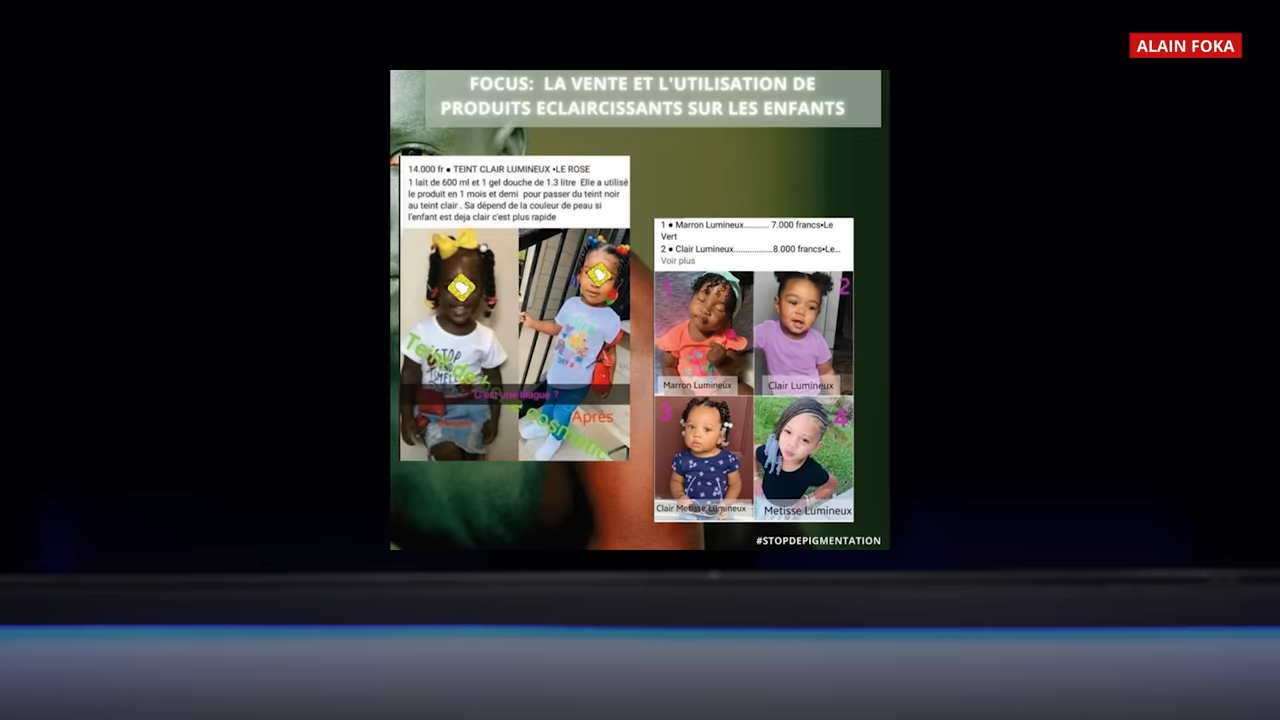 ALAIN FOKA
FOCUS: LA VENTE ET L'UTILISATION DE
PRODUITS ECLAIRCISSANTS SUR LES ENFANTS
14.000 fr ● TEINT CLAIR LUMINEUX •LE ROSE
1 lait de 600 ml et 1 gel douche de 1.3 litre Elle a utilisé
le produit en 1 mois et demi pour passer du teint noir
au teint clair . Sa dépend de la couleur de peau si
l'enfant est deja clair c'est plus rapide
C'est une blague ?
Après
1 ● Marron Lumineux........... 7.000 francs•Le
Vert
2 ● Clair Lumineux.................8.000 francs•Le...
Voir plus
1
2
Marron Lumineux
Clair Lumineux
3
4
Clair Metisse Lumineux
Metisse Lumineux
STOP
#STOPDEPIGMENTATION